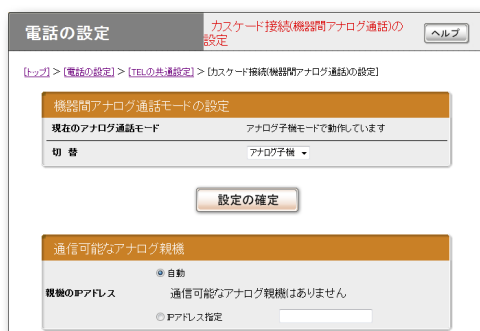 電話の設定
カスケード接続(機器間アナログ通話)の
設定
ヘルプ
[トップ] > [電話の設定] > [TELの共通設定] > [カスケード接続(機器間アナログ通話)の設定]
機器間アナログ通話モードの設定
現在のアナログ通話モード アナログ子機モードで動作しています
切 替 アナログ子機
設定の確定
通信可能なアナログ親機
自動
親機のIPアドレス 通信可能なアナログ親機はありません
IPアドレス指定